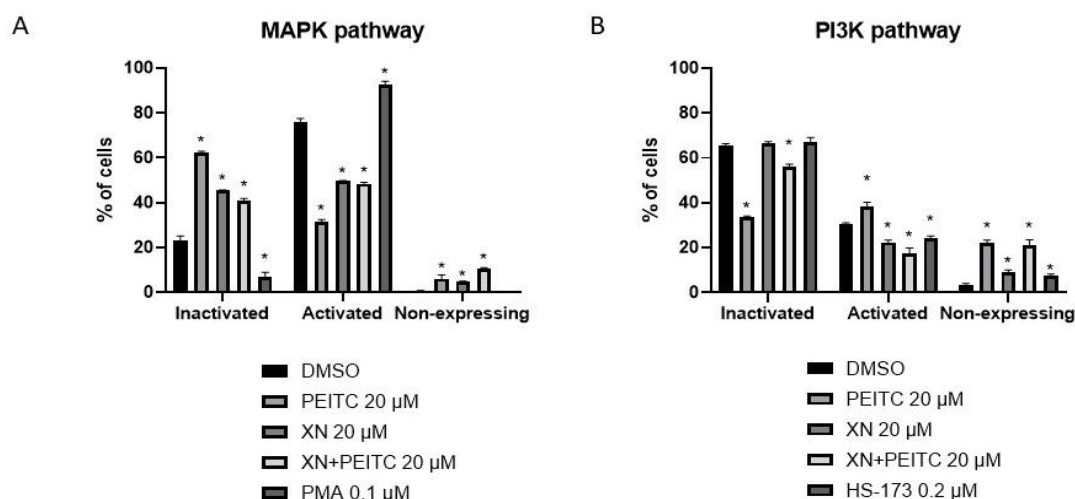 A
MAPK pathway
% of cells
100
80
60
40
20
0
* * * * *
* * * * *
* * *
Inactivated Activated Non-expressing
DMSO
PEITC 20 µM
XN 20 µM
XN+PEITC 20 µM
PMA 0.1 µM
B
PI3K pathway
% of cells
100
80
60
40
20
0
* *
* * * *
* * * *
Inactivated Activated Non-expressing
DMSO
PEITC 20 µM
XN 20 µM
XN+PEITC 20 µM
HS-173 0.2 µM